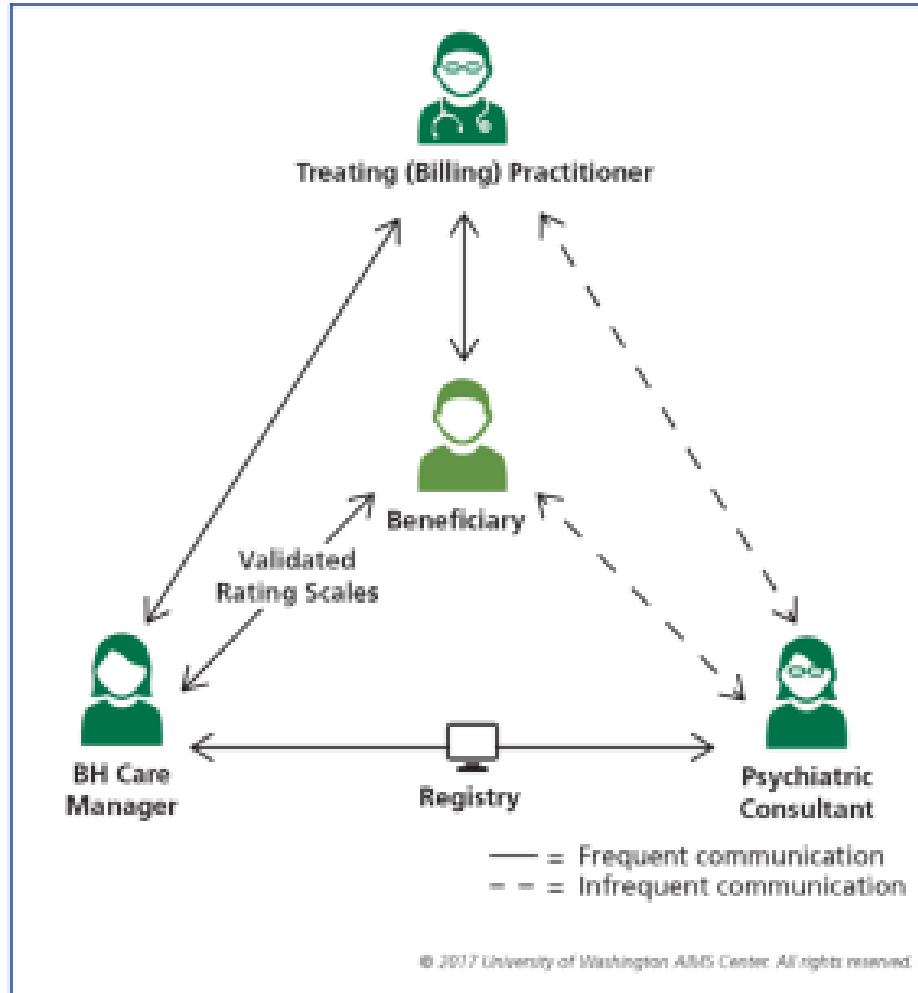 Treating (Billing) Practitioner
Beneficiary
Validated
Rating Scales
BH Care
Manager
Registry
Psychiatric
Consultant
= Frequent communication
= Infrequent communication
© 2017 University of Washington AIMS Center. All rights reserved.